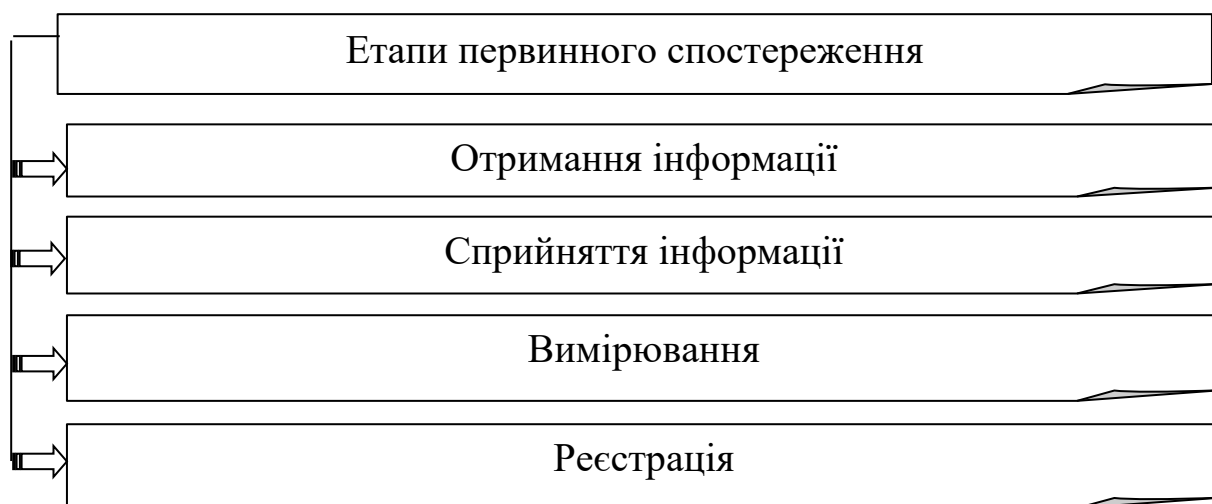 Етапи первинного спостереження
Отримання інформації
Сприйняття інформації
Вимірювання
Реєстрація